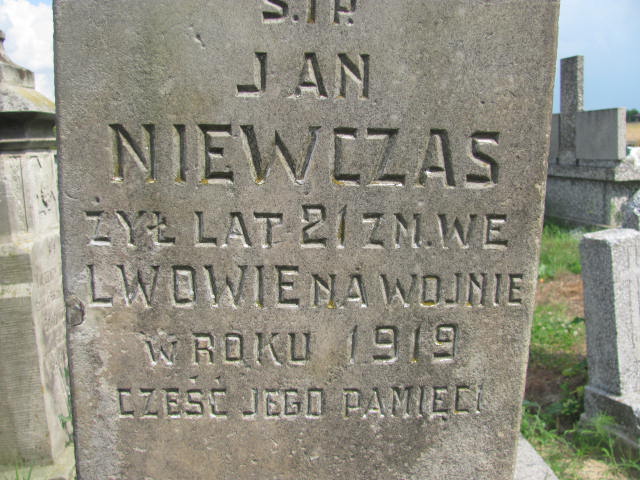 Ś.P.
JAN
NIEWCZAS
ŻYŁ LAT 21 ZM. WE
LWOWIE NA WOJNIE
W ROKU 1919
CZEŚĆ JEGO PAMIĘCI